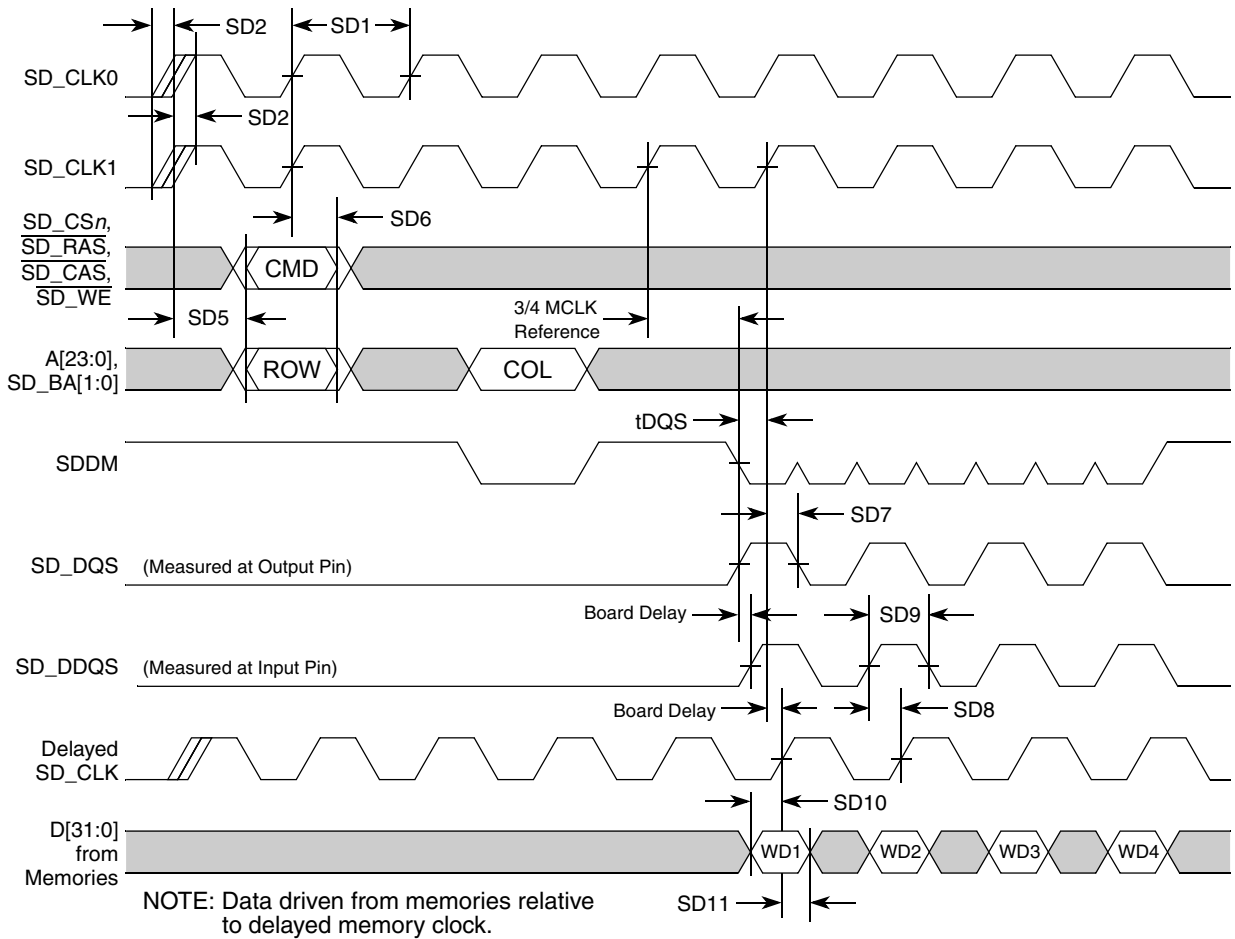 SD2
SD1
SD_CLK0
SD2
SD_CLK1
SD6
SD_CSn,
SD_RAS,
SD_CAS,
SD_WE
CMD
3/4 MCLK
Reference
SD5
A[23:0],
SD_BA[1:0]
ROW
COL
tDQS
SDDM
SD7
SD_DQS
(Measured at Output Pin)
Board Delay
SD9
SD_DDQS
(Measured at Input Pin)
Board Delay
SD8
Delayed
SD_CLK
SD10
D[31:0]
from
Memories
WD1
WD2
WD3
WD4
NOTE: Data driven from memories relative
to delayed memory clock.
SD11